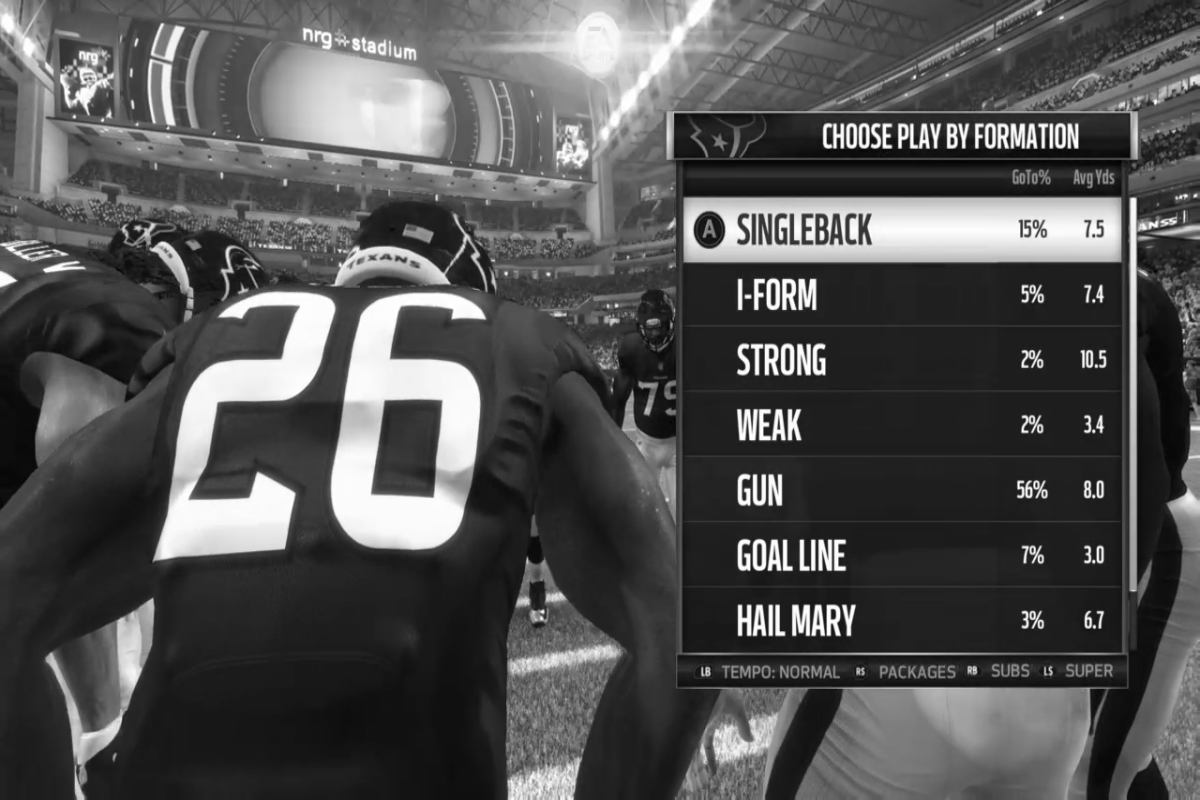 nrg stadium
nrg
CHOOSE PLAY BY FORMATION
GoTo% Avg Yds
A SINGLEBACK 15% 7.5
I-FORM 5% 7.4
STRONG 2% 10.5
WEAK 2% 3.4
GUN 56% 8.0
GOAL LINE 7% 3.0
HAIL MARY 3% 6.7
LB TEMPO: NORMAL RS PACKAGES RB SUBS LS SUPER
TEXANS
26
79